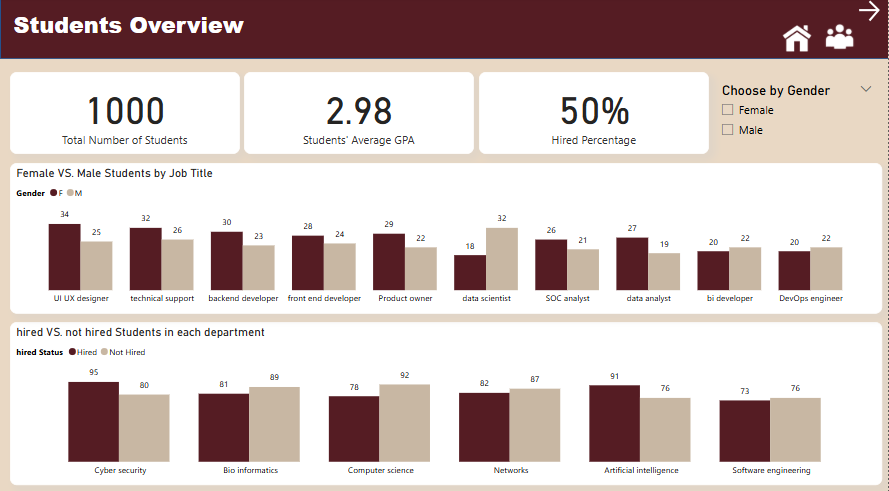 Students Overview
1000
Total Number of Students
2.98
Students' Average GPA
50%
Hired Percentage
Choose by Gender
Female
Male
Female VS. Male Students by Job Title
Gender F M
34 25 32 26 30 23 28 24 29 22 18 32 26 21 27 19 20 22 20 22
UI UX designer technical support backend developer front end developer Product owner data scientist SOC analyst data analyst bi developer DevOps engineer
hired VS. not hired Students in each department
hired Status Hired Not Hired
95 80 81 89 78 92 82 87 91 76 73 76
Cyber security Bio informatics Computer science Networks Artificial intelligence Software engineering